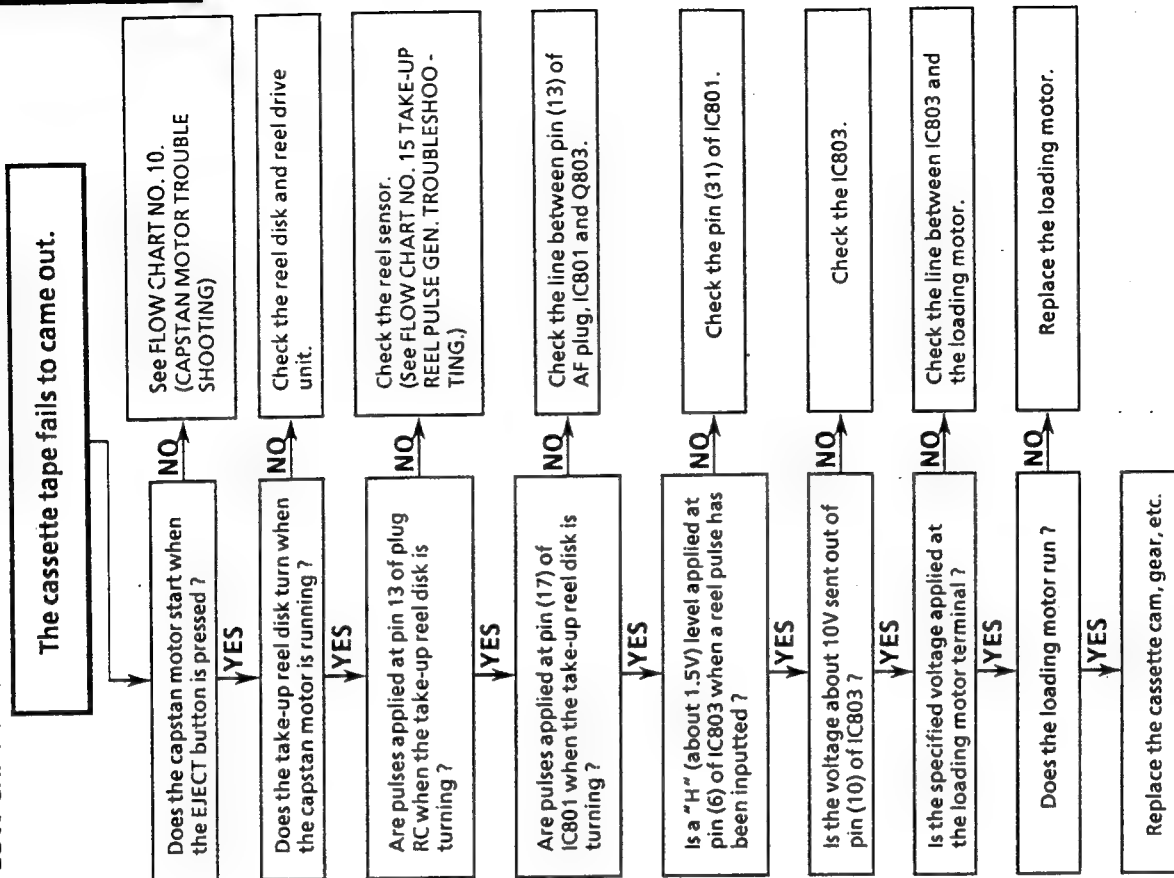 The cassette tape fails to came out.
Does the capstan motor start when
the EJECT button is pressed ?
NO
See FLOW CHART NO. 10.
(CAPSTAN MOTOR TROUBLE
SHOOTING)
YES
Does the take-up reel disk turn when
the capstan motor is running ?
NO
Check the reel disk and reel drive
unit.
YES
Are pulses applied at pin 13 of plug
RC when the take-up reel disk is
turning ?
NO
Check the reel sensor.
(See FLOW CHART NO. 15 TAKE-UP
REEL PULSE GEN. TROUBLESHOO -
TING.)
YES
Are pulses applied at pin (17) of
IC801 when the take-up reel disk is
turning ?
NO
Check the line between pin (13) of
AF plug, IC801 and Q803.
YES
Is a "H" (about 1.5V) level applied at
pin (6) of IC803 when a reel pulse has
been inputted ?
NO
Check the pin (31) of IC801.
YES
Is the voltage about 10V sent out of
pin (10) of IC803 ?
NO
Check the IC803.
YES
Is the specified voltage applied at
the loading motor terminal ?
NO
Check the line between IC803 and
the loading motor.
YES
Does the loading motor run ?
NO
Replace the loading motor.
YES
Replace the cassette cam, gear, etc.